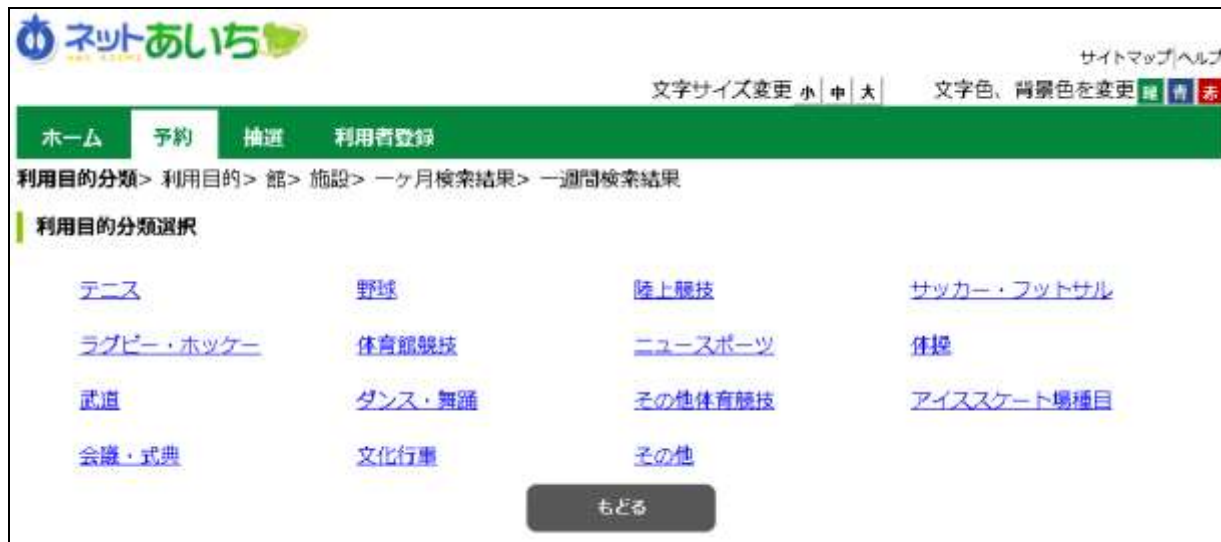 ネットあいち
サイトマップ|ヘルプ
文字サイズ変更 小 中 大 文字色、背景色を変更 緑 青 赤
ホーム 予約 抽選 利用者登録
利用目的分類> 利用目的> 館> 施設> 一ヶ月検索結果> 一週間検索結果
利用目的分類選択
テニス 野球 陸上競技 サッカー・フットサル
ラグビー・ホッケー 体育館競技 ニュースポーツ 体操
武道 ダンス・舞踊 その他体育競技 アイススケート場種目
会議・式典 文化行事 その他
もどる